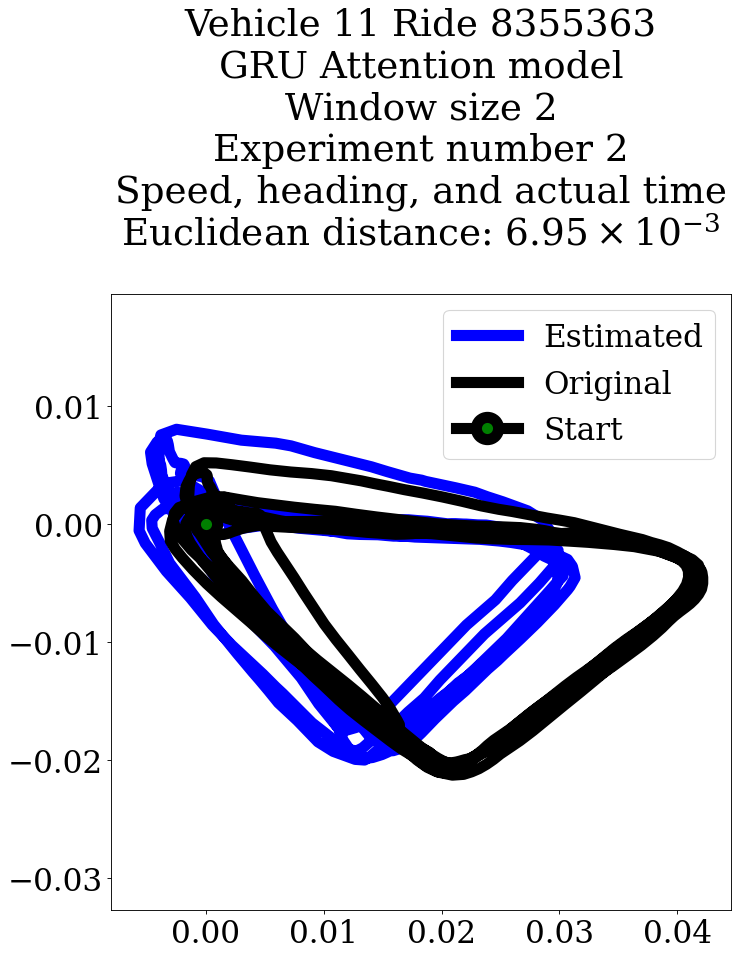 Vehicle 11 Ride 8355363
GRU Attention model
Window size 2
Experiment number 2
Speed, heading, and actual time
Euclidean distance: 6.95 × 10⁻³
Estimated
Original
Start
0.01
0.00
−0.01
−0.02
−0.03
0.00 0.01 0.02 0.03 0.04